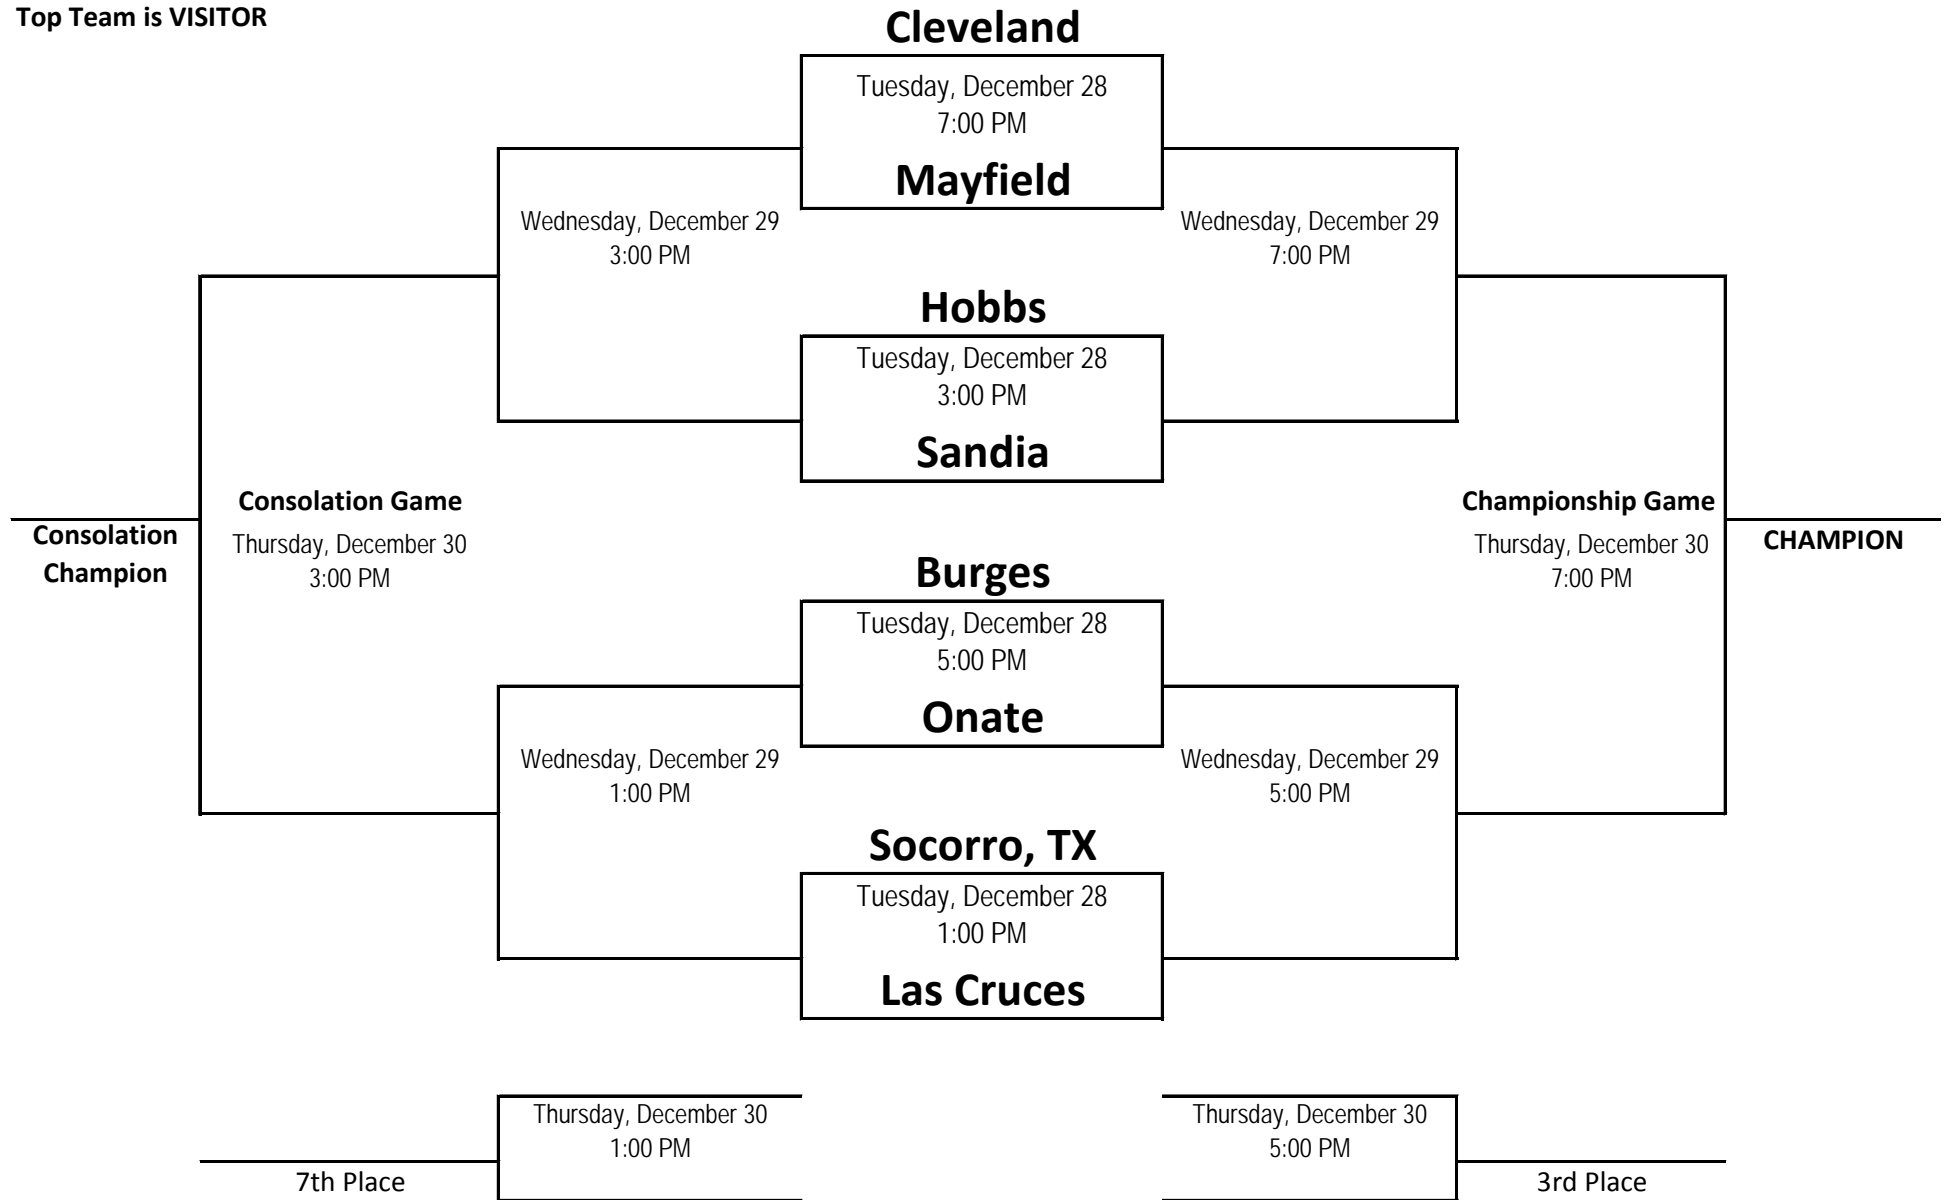 Top Team is VISITOR
Cleveland
Tuesday, December 28
7:00 PM
Mayfield
Wednesday, December 29
3:00 PM
Wednesday, December 29
7:00 PM
Hobbs
Tuesday, December 28
3:00 PM
Sandia
Consolation Game
Thursday, December 30
3:00 PM
Consolation
Champion
Championship Game
Thursday, December 30
7:00 PM
CHAMPION
Burges
Tuesday, December 28
5:00 PM
Onate
Wednesday, December 29
1:00 PM
Wednesday, December 29
5:00 PM
Socorro, TX
Tuesday, December 28
1:00 PM
Las Cruces
Thursday, December 30
1:00 PM
7th Place
Thursday, December 30
5:00 PM
3rd Place